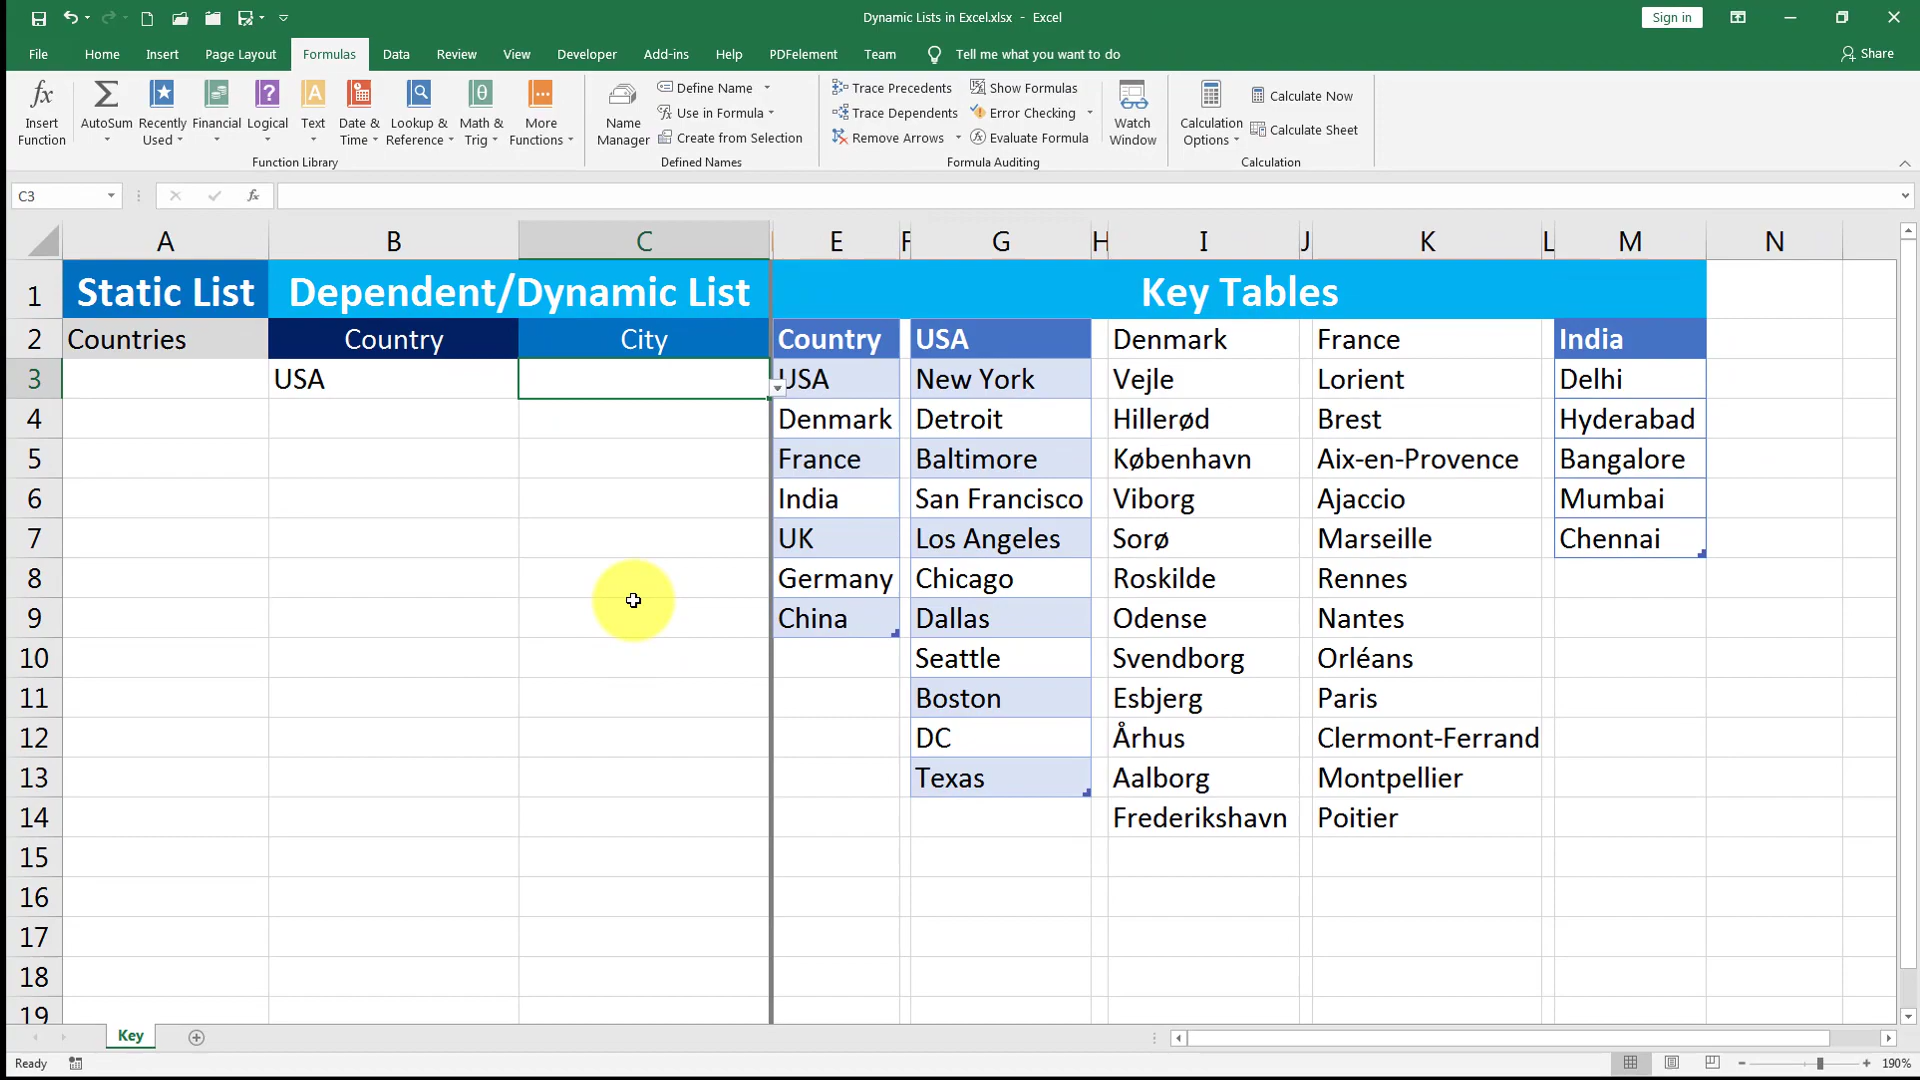 Dynamic Lists in Excel.xlsx - Excel
Sign in
File Home Insert Page Layout Formulas Data Review View Developer Add-ins Help PDFelement Team Tell me what you want to do Share
Insert Function
AutoSum
Recently Used
Financial
Logical
Text
Date & Time
Lookup & Reference
Math & Trig
More Functions
Function Library
Name Manager
Define Name
Use in Formula
Create from Selection
Defined Names
Trace Precedents
Trace Dependents
Remove Arrows
Show Formulas
Error Checking
Evaluate Formula
Formula Auditing
Watch Window
Calculation Options
Calculate Now
Calculate Sheet
Calculation
C3 fx
A B C E F G H I J K L M N
1 Static List Dependent/Dynamic List Key Tables
2 Countries Country City Country USA Denmark France India
3 USA USA New York Vejle Lorient Delhi
4 Denmark Detroit Hillerød Brest Hyderabad
5 France Baltimore København Aix-en-Provence Bangalore
6 India San Francisco Viborg Ajaccio Mumbai
7 UK Los Angeles Sorø Marseille Chennai
8 Germany Chicago Roskilde Rennes
9 China Dallas Odense Nantes
10 Seattle Svendborg Orléans
11 Boston Esbjerg Paris
12 DC Århus Clermont-Ferrand
13 Texas Aalborg Montpellier
14 Frederikshavn Poitier
15
16
17
18
19
Key
Ready 190%